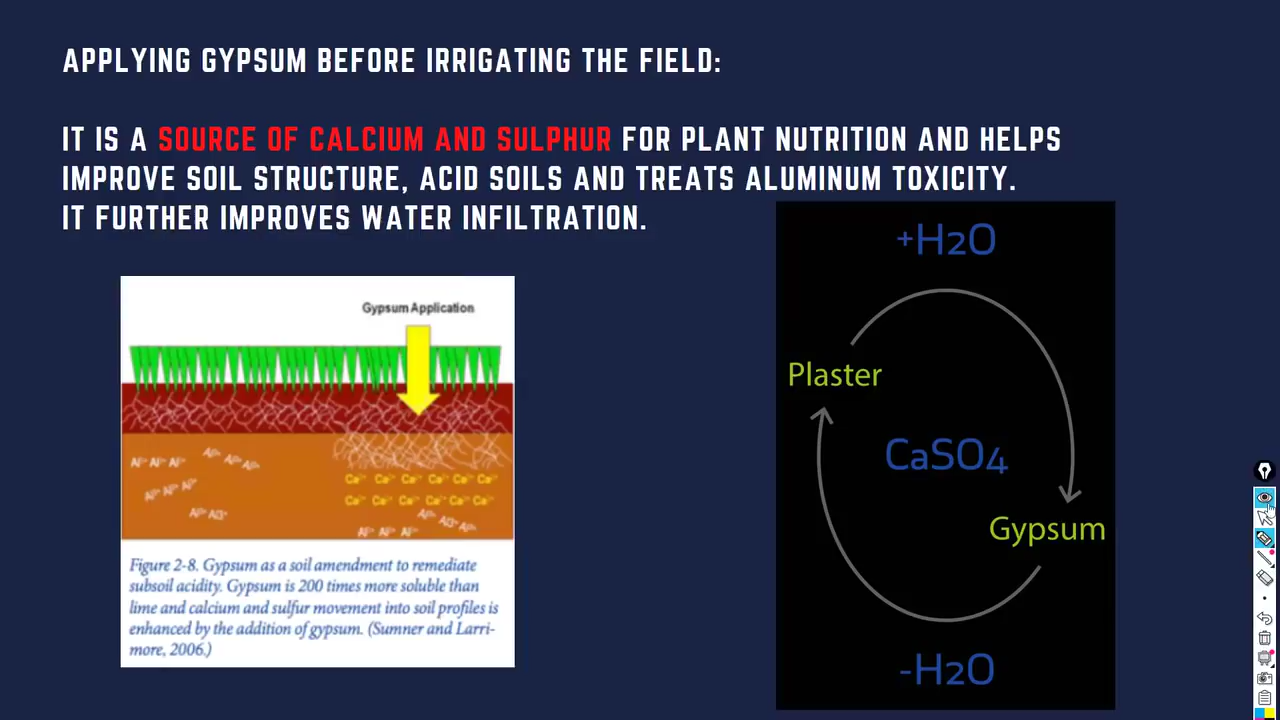 APPLYING GYPSUM BEFORE IRRIGATING THE FIELD:
IT IS A SOURCE OF CALCIUM AND SULPHUR FOR PLANT NUTRITION AND HELPS
IMPROVE SOIL STRUCTURE, ACID SOILS AND TREATS ALUMINUM TOXICITY.
IT FURTHER IMPROVES WATER INFILTRATION.
Gypsum Application
Figure 2-8. Gypsum as a soil amendment to remediate
subsoil acidity. Gypsum is 200 times more soluble than
lime and calcium and sulfur movement into soil profiles is
enhanced by the addition of gypsum. (Sumner and Larri-
more, 2006.)
+H2O
Plaster
CaSO4
Gypsum
-H2O